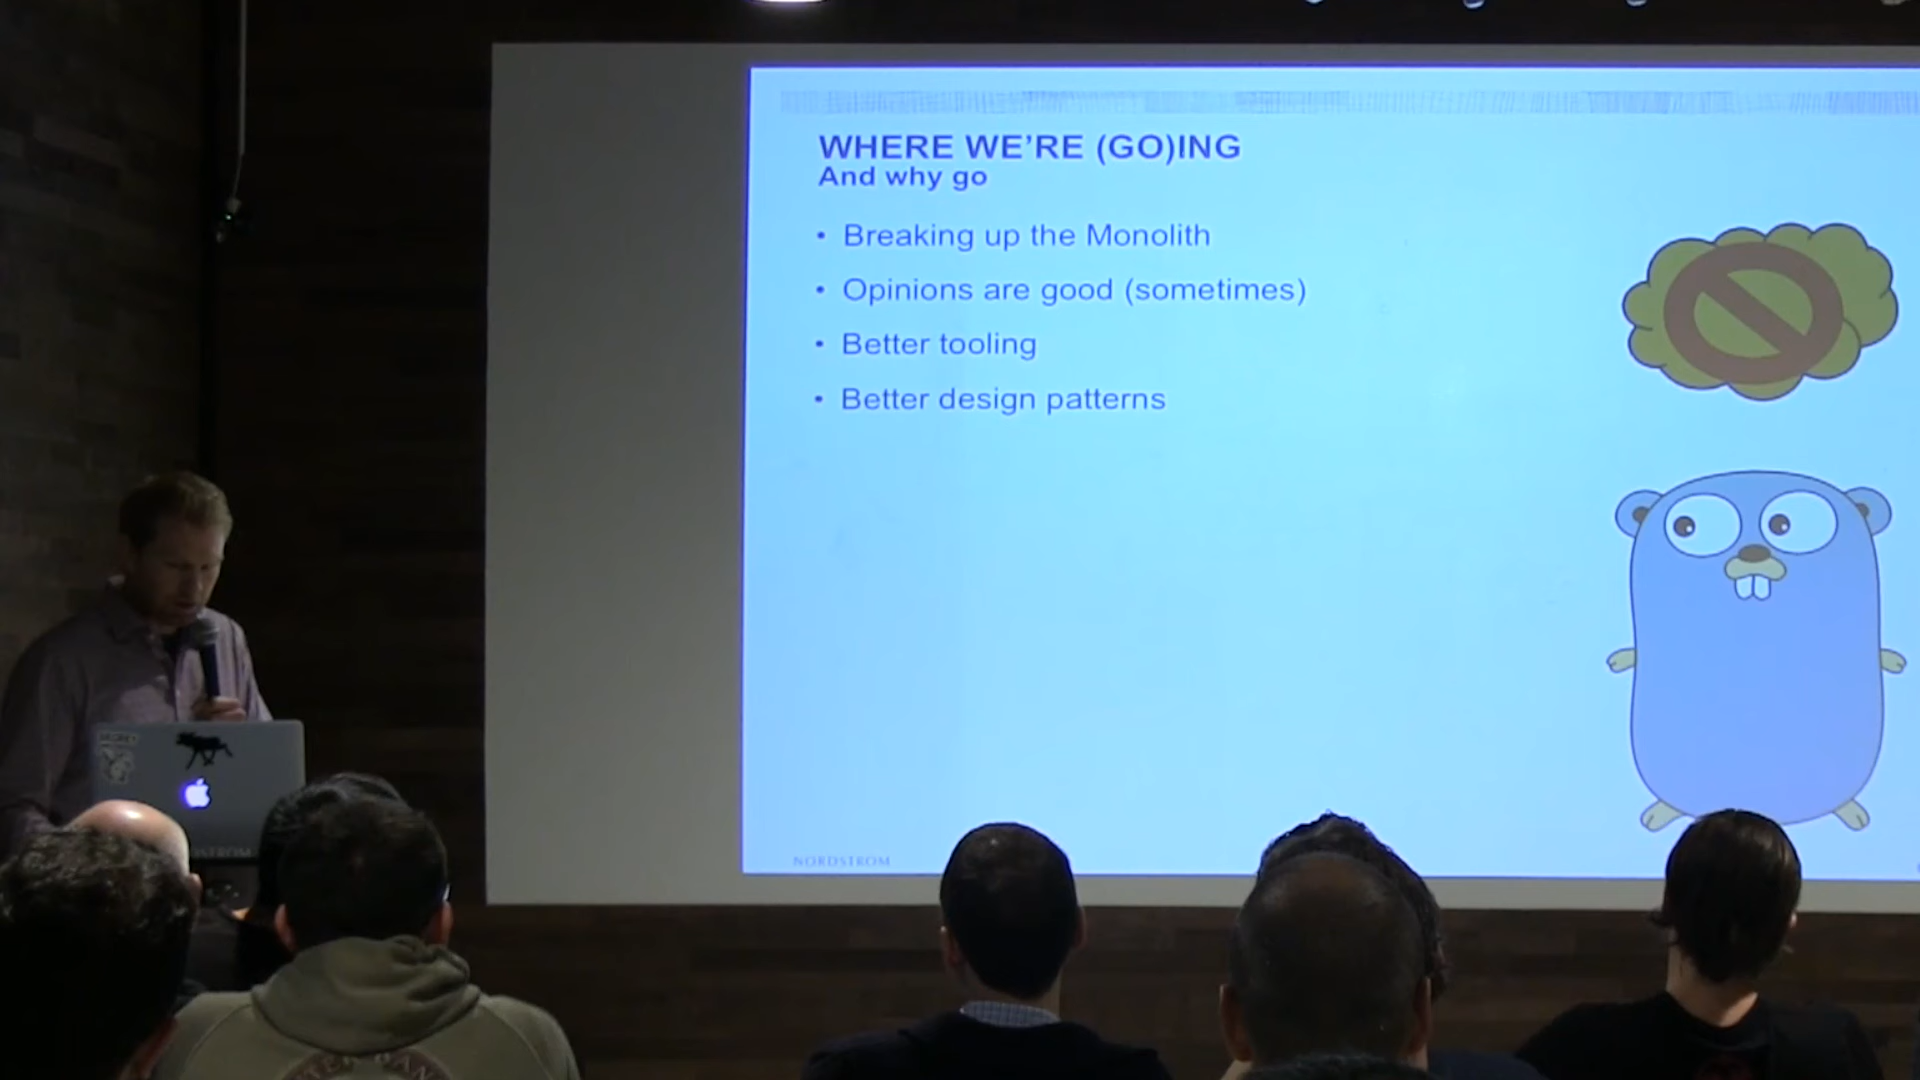 WHERE WE'RE (GO)ING
And why go
• Breaking up the Monolith
• Opinions are good (sometimes)
• Better tooling
• Better design patterns
NORDSTROM